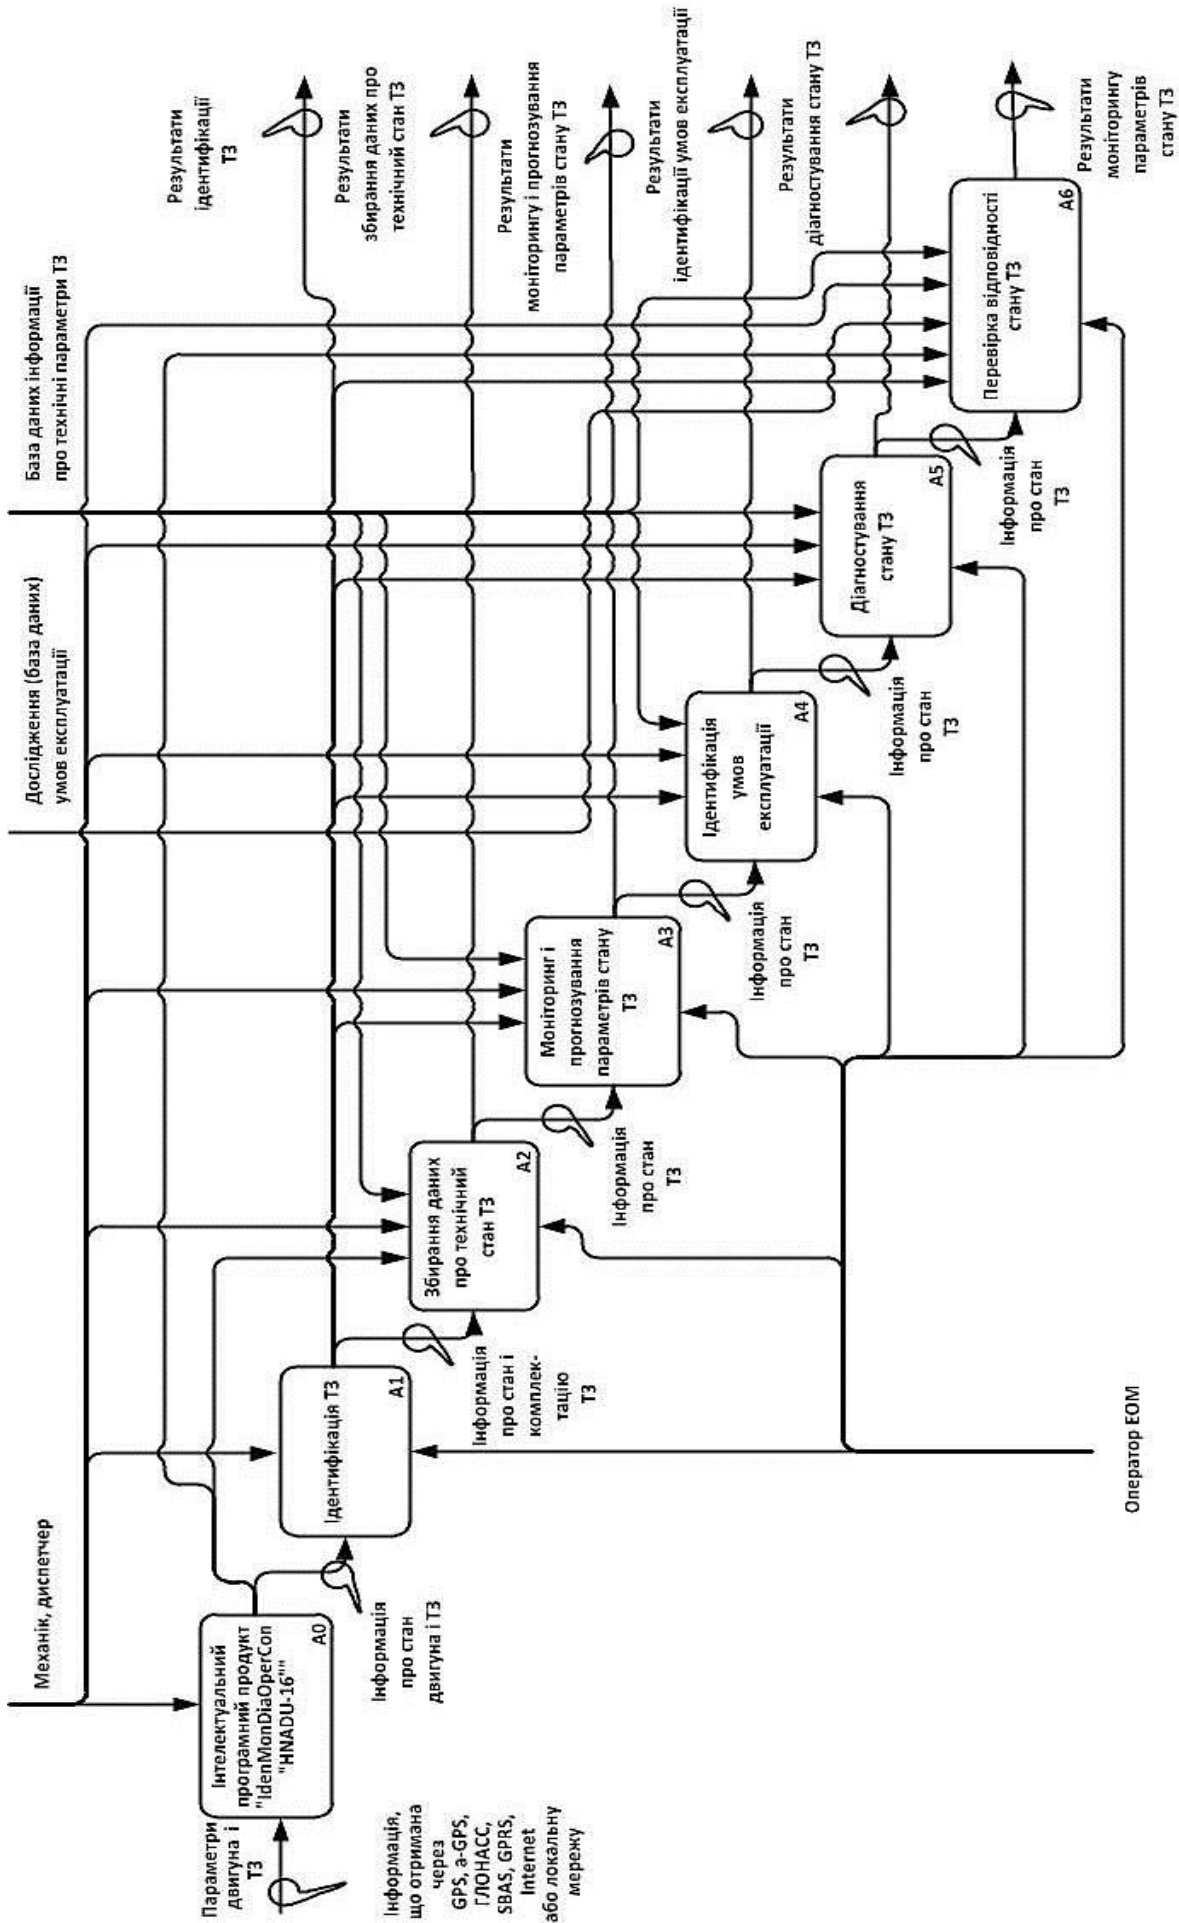 Механік, диспетчер
Дослідження (база даних)
умов експлуатації
База даних інформації
про технічні параметри ТЗ
Параметри
двигуна і
ТЗ
Інформація,
що отримана
через
GPS, a-GPS,
ГЛОНАСС,
SBAS, GPRS,
Internet
або локальну
мережу
Інтелектуальний
програмний продукт
"IdenMonDiaOperCon
"HNADU-16""
A0
Інформація
про стан
двигуна і ТЗ
Ідентифікація ТЗ
A1
Інформація
про стан і
комплек-
тацію
ТЗ
Збирання даних
про технічний
стан ТЗ
A2
Інформація
про стан
ТЗ
Моніторинг і
прогнозування
параметрів стану
ТЗ
A3
Інформація
про стан
ТЗ
Ідентифікація
умов
експлуатації
A4
Інформація
про стан
ТЗ
Діагностування
стану ТЗ
A5
Інформація
про стан
ТЗ
Перевірка відповідності
стану ТЗ
A6
Результати
ідентифікації
ТЗ
Результати
збирання даних про
технічний стан ТЗ
Результати
моніторингу і прогнозування
параметрів стану ТЗ
Результати
ідентифікації умов експлуатації
Результати
діагностування стану ТЗ
Результати
моніторингу
параметрів
стану ТЗ
Оператор ЕОМ